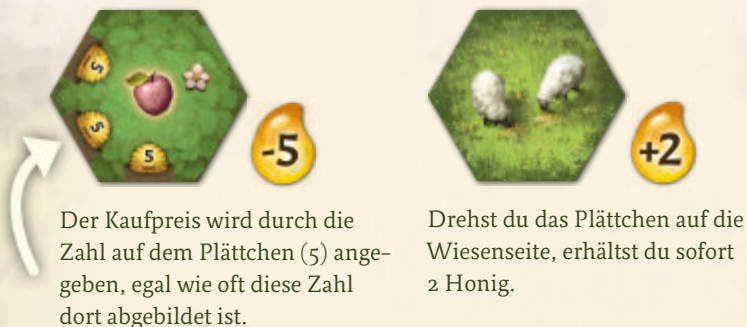 5
5
5
-5
+2
Der Kaufpreis wird durch die
Zahl auf dem Plättchen (5) ange-
geben, egal wie oft diese Zahl
dort abgebildet ist.
Drehst du das Plättchen auf die
Wiesenseite, erhältst du sofort
2 Honig.